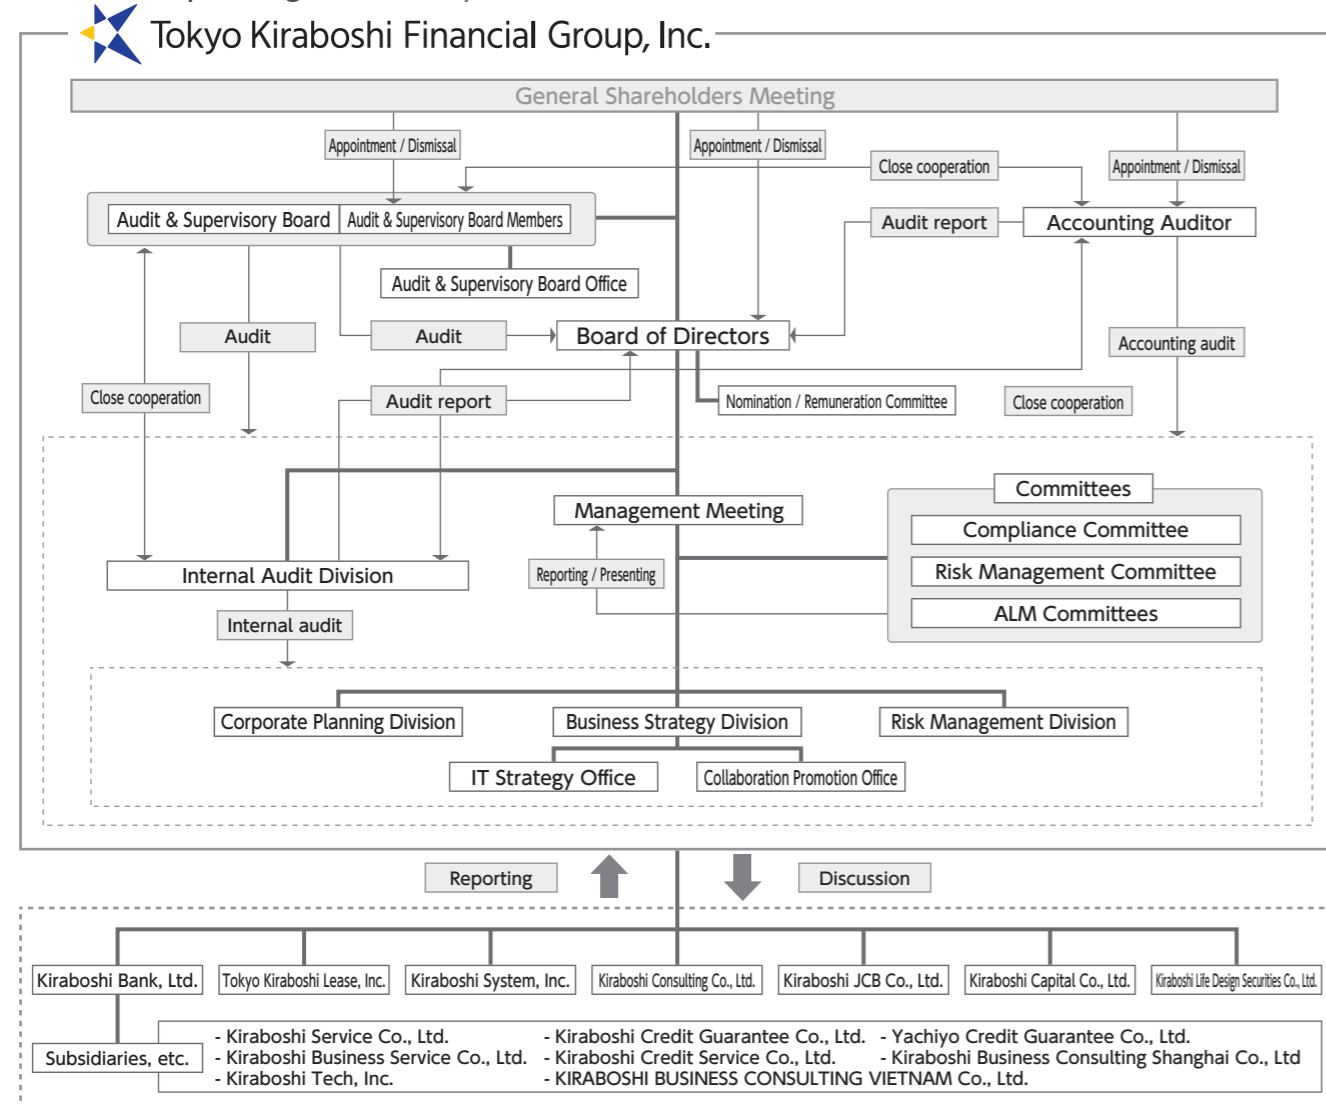 Tokyo Kiraboshi Financial Group, Inc.
General Shareholders Meeting
Appointment / Dismissal
Appointment / Dismissal
Close cooperation
Appointment / Dismissal
Audit & Supervisory Board
Audit & Supervisory Board Members
Audit report
Accounting Auditor
Audit & Supervisory Board Office
Audit
Audit
Board of Directors
Accounting audit
Close cooperation
Audit report
Nomination / Remuneration Committee
Close cooperation
Committees
Management Meeting
Compliance Committee
Internal Audit Division
Reporting / Presenting
Risk Management Committee
ALM Committees
Internal audit
Corporate Planning Division
Business Strategy Division
Risk Management Division
IT Strategy Office
Collaboration Promotion Office
Reporting
Discussion
Kiraboshi Bank, Ltd.
Tokyo Kiraboshi Lease, Inc.
Kiraboshi System, Inc.
Kiraboshi Consulting Co., Ltd.
Kiraboshi JCB Co., Ltd.
Kiraboshi Capital Co., Ltd.
Kiraboshi Life Design Securities Co., Ltd.
Subsidiaries, etc.
- Kiraboshi Service Co., Ltd.
- Kiraboshi Credit Guarantee Co., Ltd.
- Yachiyo Credit Guarantee Co., Ltd.
- Kiraboshi Business Service Co., Ltd.
- Kiraboshi Credit Service Co., Ltd.
- Kiraboshi Business Consulting Shanghai Co., Ltd
- Kiraboshi Tech, Inc.
- KIRABOSHI BUSINESS CONSULTING VIETNAM Co., Ltd.